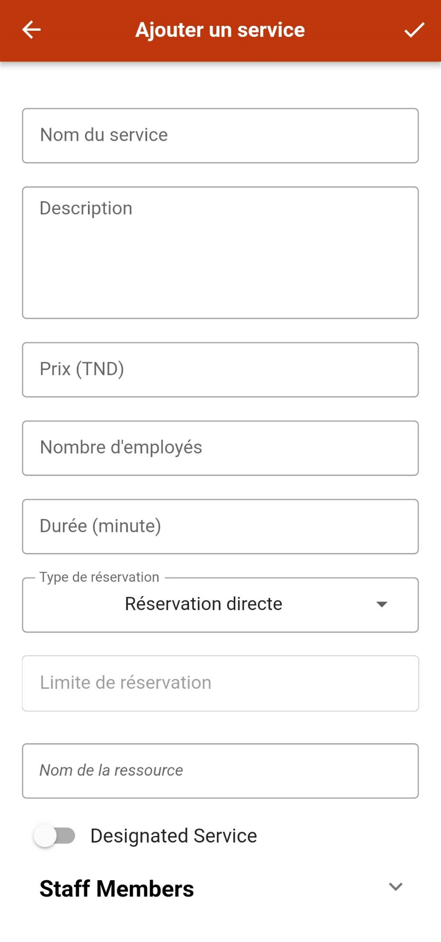 Ajouter un service
Nom du service
Description
Prix (TND)
Nombre d'employés
Durée (minute)
Type de réservation
Réservation directe
Limite de réservation
Nom de la ressource
Designated Service
Staff Members